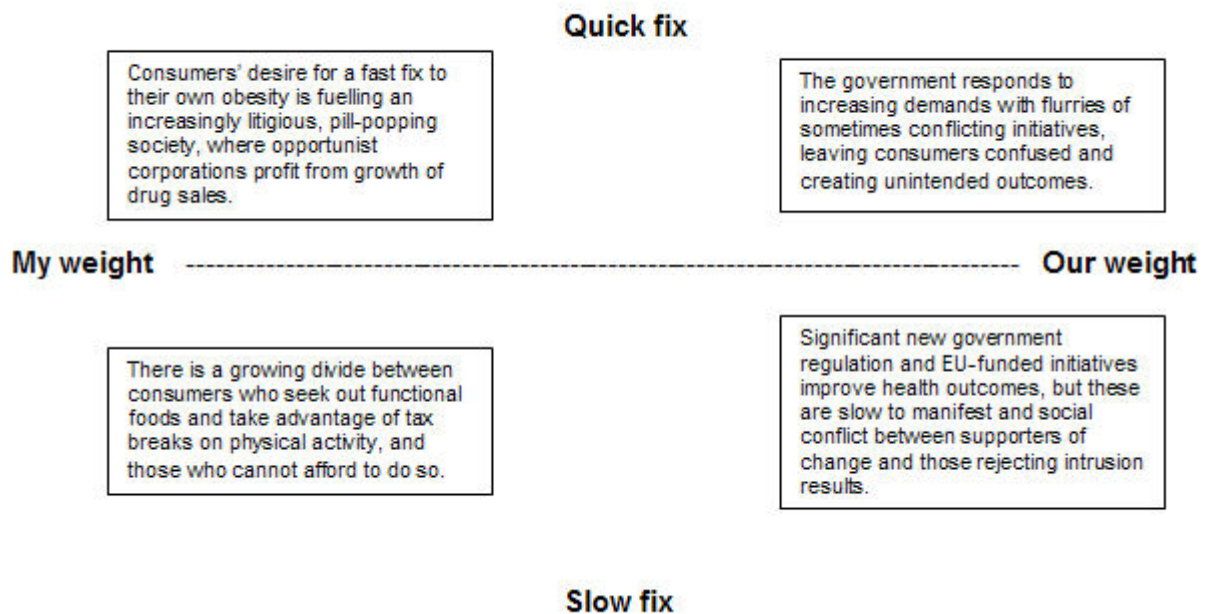 Quick fix
Consumers' desire for a fast fix to
their own obesity is fuelling an
increasingly litigious, pill-popping
society, where opportunist
corporations profit from growth of
drug sales.
The government responds to
increasing demands with flurries of
sometimes conflicting initiatives,
leaving consumers confused and
creating unintended outcomes.
My weight
Our weight
There is a growing divide between
consumers who seek out functional
foods and take advantage of tax
breaks on physical activity, and
those who cannot afford to do so.
Significant new government
regulation and EU-funded initiatives
improve health outcomes, but these
are slow to manifest and social
conflict between supporters of
change and those rejecting intrusion
results.
Slow fix